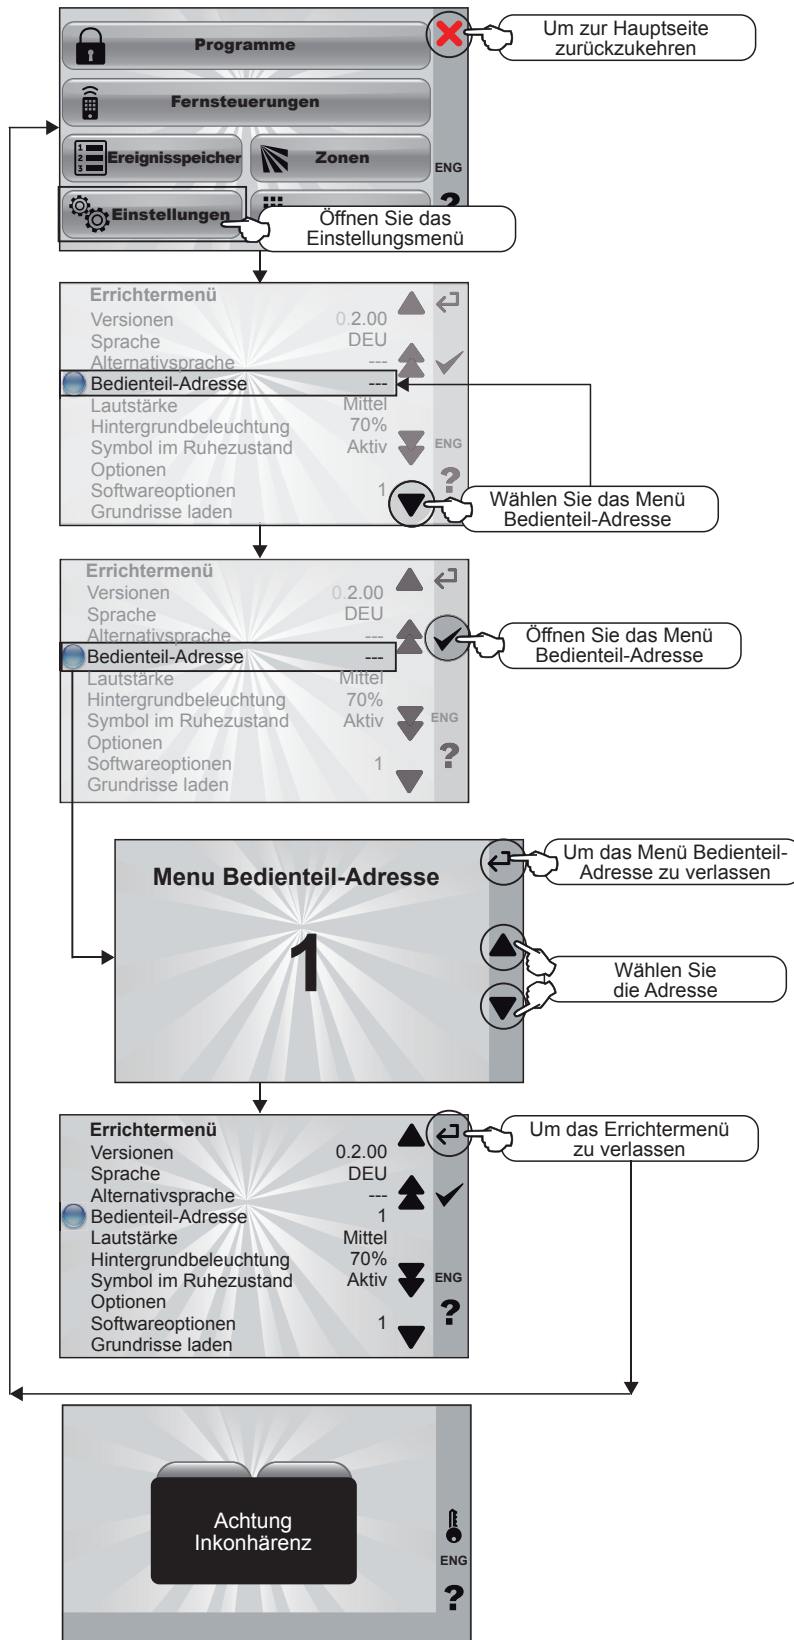 Programme
Um zur Hauptseite
zurückzukehren
Fernsteuerungen
1
2
3
Ereignisspeicher
Zonen
ENG
?
Einstellungen
Öffnen Sie das
Einstellungsmenü
Errichtermenü
Versionen 0.2.00
Sprache DEU
Alternativsprache ---
Bedienteil-Adresse ---
Lautstärke Mittel
Hintergrundbeleuchtung 70%
Symbol im Ruhezustand Aktiv
ENG
Optionen
?
Softwareoptionen 1
Grundrisse laden
Wählen Sie das Menü
Bedienteil-Adresse
Errichtermenü
Versionen 0.2.00
Sprache DEU
Alternativsprache ---
Bedienteil-Adresse ---
Öffnen Sie das Menü
Bedienteil-Adresse
Lautstärke Mittel
Hintergrundbeleuchtung 70%
Symbol im Ruhezustand Aktiv
ENG
Optionen
?
Softwareoptionen 1
Grundrisse laden
Menu Bedienteil-Adresse
Um das Menü Bedienteil-
Adresse zu verlassen
1
Wählen Sie
die Adresse
Errichtermenü
Um das Errichtermenü
zu verlassen
Versionen 0.2.00
Sprache DEU
Alternativsprache ---
Bedienteil-Adresse 1
Lautstärke Mittel
Hintergrundbeleuchtung 70%
Symbol im Ruhezustand Aktiv
ENG
Optionen
?
Softwareoptionen 1
Grundrisse laden
Achtung
Inkonhärenz
ENG
?